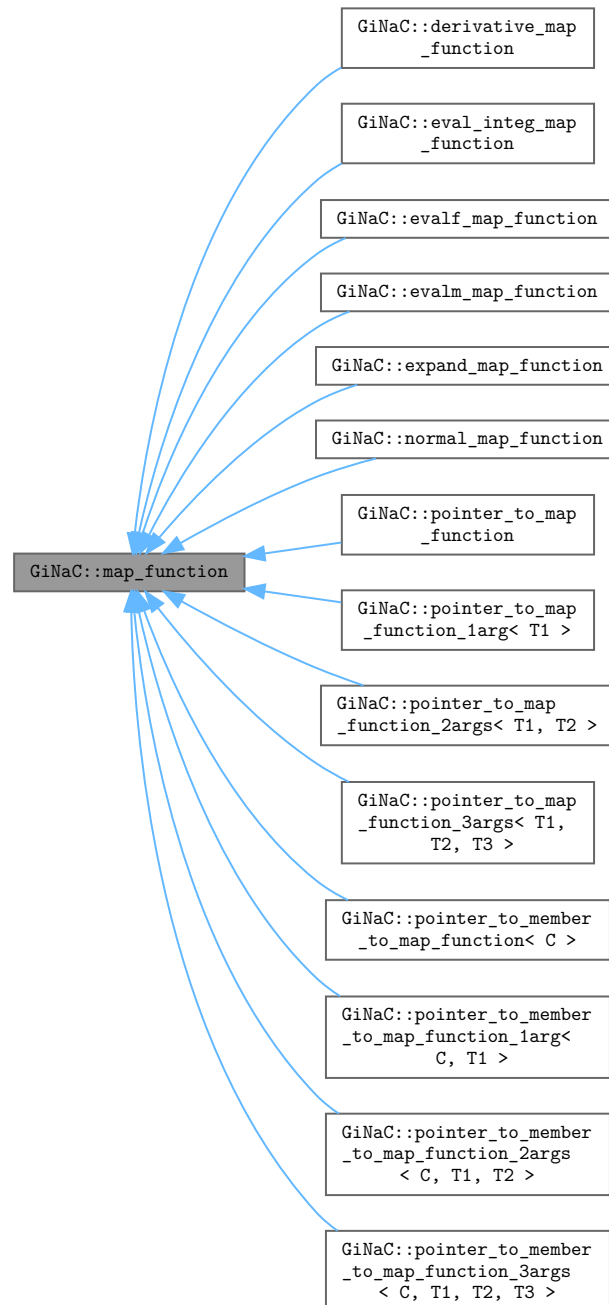 GiNaC::derivative_map
_function
GiNaC::eval_integ_map
_function
GiNaC::evalf_map_function
GiNaC::evalm_map_function
GiNaC::expand_map_function
GiNaC::normal_map_function
GiNaC::pointer_to_map
_function
GiNaC::map_function
GiNaC::pointer_to_map
_function_1arg< T1 >
GiNaC::pointer_to_map
_function_2args< T1, T2 >
GiNaC::pointer_to_map
_function_3args< T1,
T2, T3 >
GiNaC::pointer_to_member
_to_map_function< C >
GiNaC::pointer_to_member
_to_map_function_1arg<
C, T1 >
GiNaC::pointer_to_member
_to_map_function_2args
< C, T1, T2 >
GiNaC::pointer_to_member
_to_map_function_3args
< C, T1, T2, T3 >